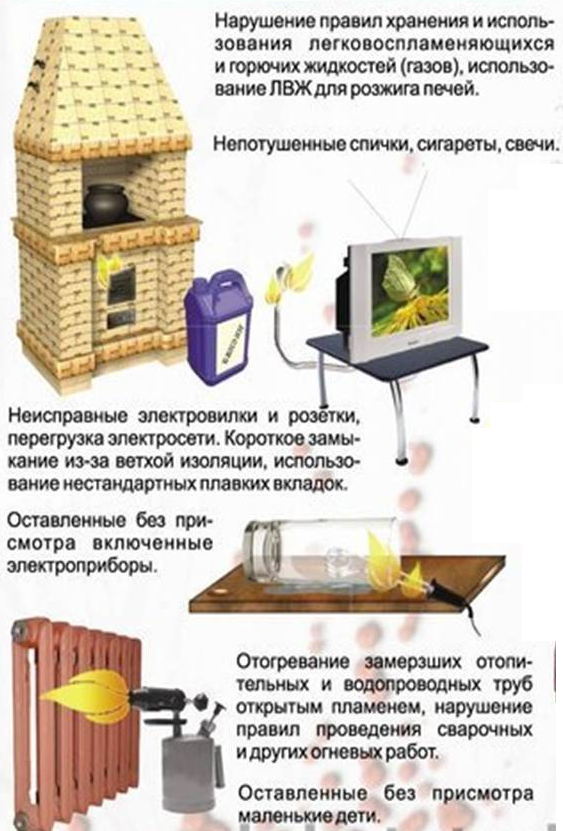 Нарушение правил хранения и исполь-
зования легковоспламеняющихся
и горючих жидкостей (газов), использо-
вание ЛВЖ для розжига печей.
Непотушенные спички, сигареты, свечи.
Неисправные электровилки и розетки,
перегрузка электросети. Короткое замы-
кание из-за ветхой изоляции, использо-
вание нестандартных плавких вкладок.
Оставленные без при-
смотра включенные
электроприборы.
Отогревание замерзших отопи-
тельных и водопроводных труб
открытым пламенем, нарушение
правил проведения сварочных
и других огневых работ.
Оставленные без присмотра
маленькие дети.